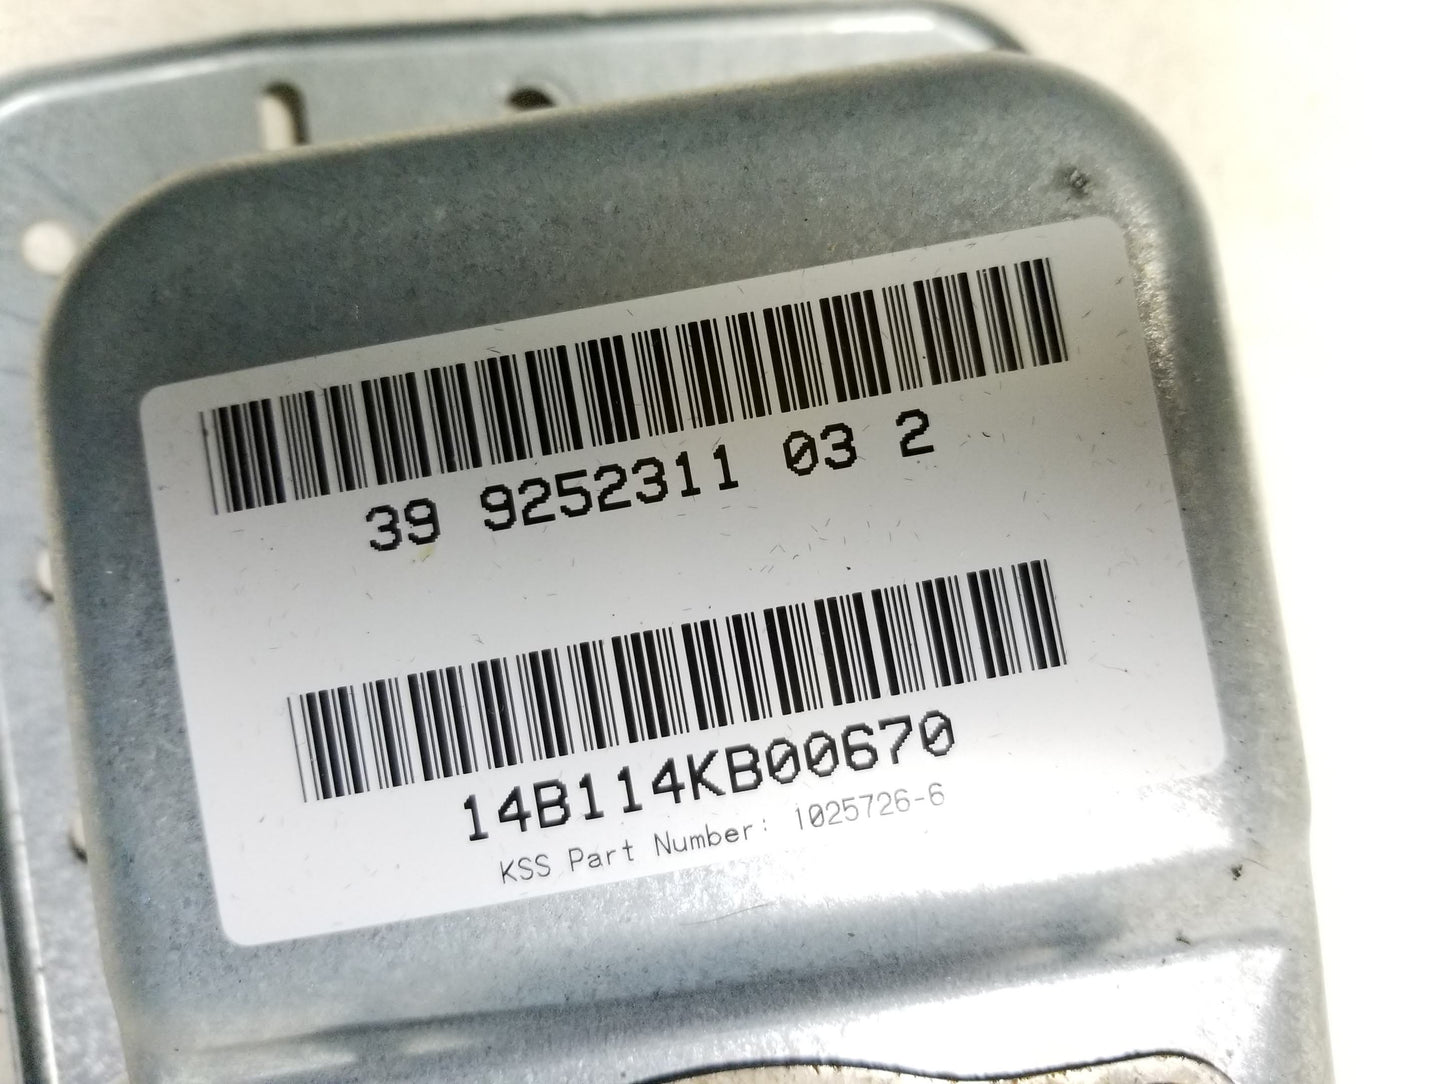 39 9252311 03 2
14B114KB00670
KSS Part Number: 1025726-6